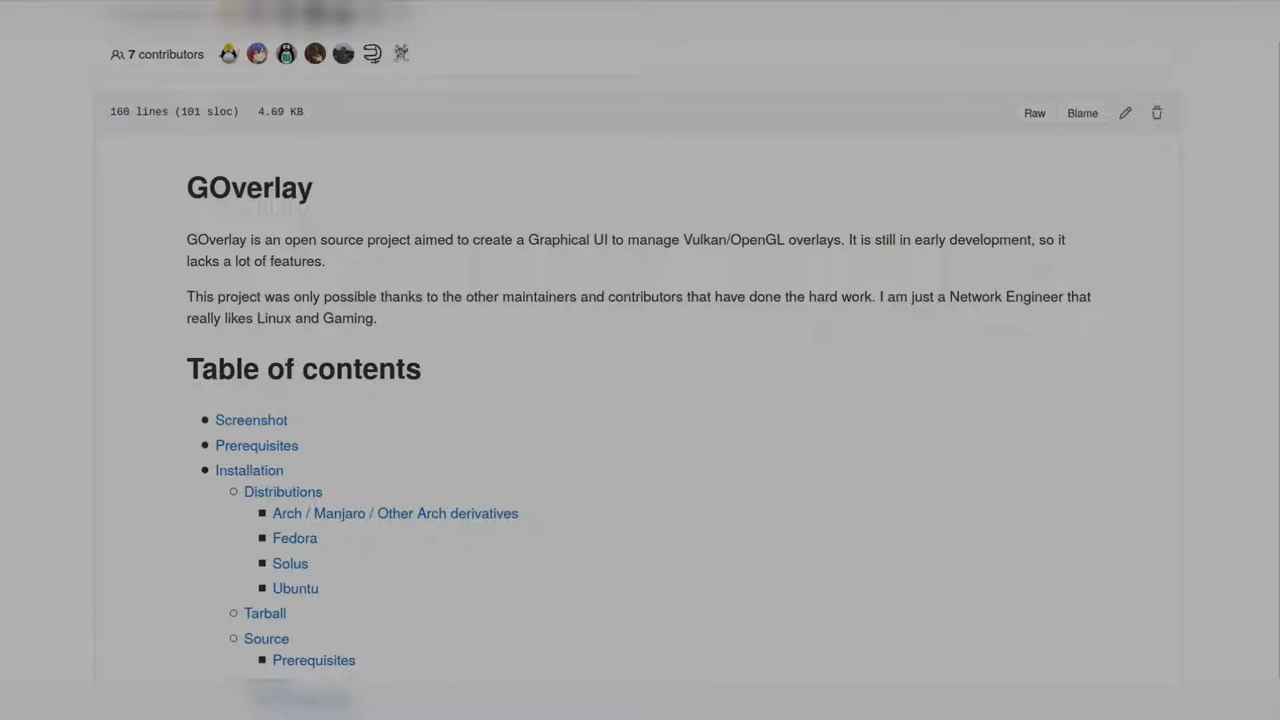 7 contributors
160 lines (101 sloc) 4.69 KB
Raw Blame
GOverlay
GOverlay is an open source project aimed to create a Graphical UI to manage Vulkan/OpenGL overlays. It is still in early development, so it
lacks a lot of features.
This project was only possible thanks to the other maintainers and contributors that have done the hard work. I am just a Network Engineer that
really likes Linux and Gaming.
Table of contents
Screenshot
Prerequisites
Installation
Distributions
Arch / Manjaro / Other Arch derivatives
Fedora
Solus
Ubuntu
Tarball
Source
Prerequisites